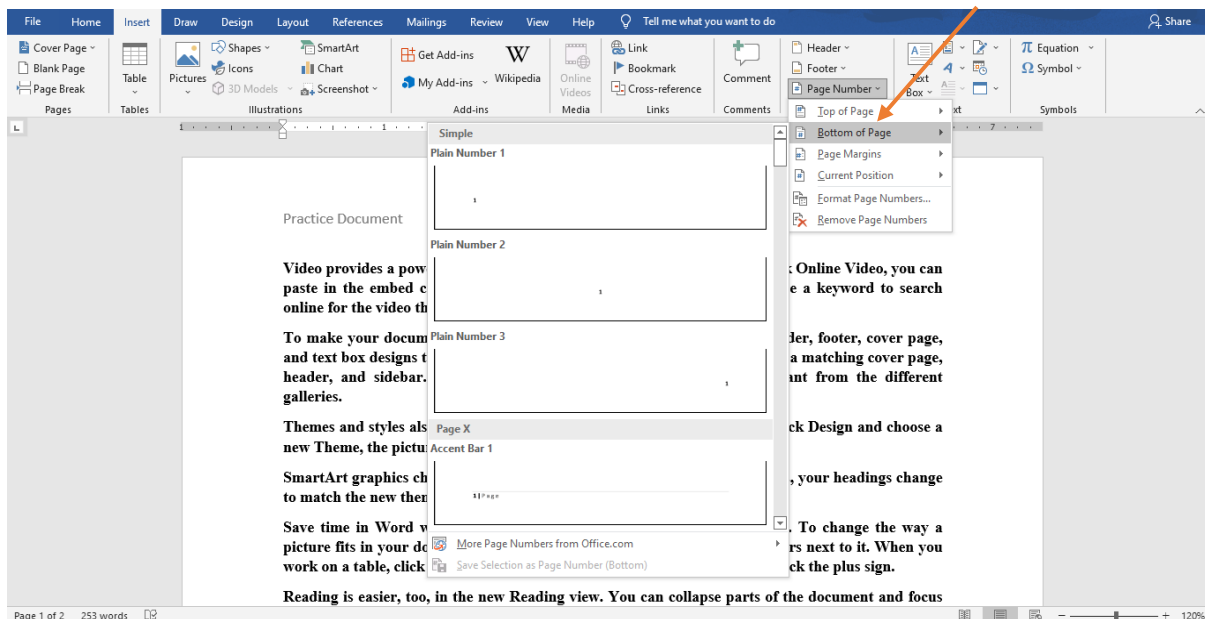 File Home Insert Draw Design Layout References Mailings Review View Help Tell me what you want to do Share
Cover Page
Blank Page
Page Break
Pages
Table
Tables
Pictures
Shapes
Icons
3D Models
SmartArt
Chart
Screenshot
Illustrations
Get Add-ins
My Add-ins
W
Wikipedia
Add-ins
Online
Videos
Media
Link
Bookmark
Cross-reference
Links
Comment
Comments
Header
Footer
Page Number
Text
Box
xt
Equation
Symbol
Symbols
Top of Page
Bottom of Page
Page Margins
Current Position
Format Page Numbers...
Remove Page Numbers
1 1 7
Simple
Plain Number 1
1
Plain Number 2
1
Plain Number 3
1
Page X
Accent Bar 1
1 | Page
More Page Numbers from Office.com
Save Selection as Page Number (Bottom)
Practice Document
Video provides a pow Online Video, you can
paste in the embed c e a keyword to search
online for the video th
To make your docum der, footer, cover page,
and text box designs t a matching cover page,
header, and sidebar. ant from the different
galleries.
Themes and styles als ck Design and choose a
new Theme, the pictu
SmartArt graphics ch , your headings change
to match the new then
Save time in Word w . To change the way a
picture fits in your do rs next to it. When you
work on a table, click ck the plus sign.
Reading is easier, too, in the new Reading view. You can collapse parts of the document and focus
Page 1 of 2 253 words 120%